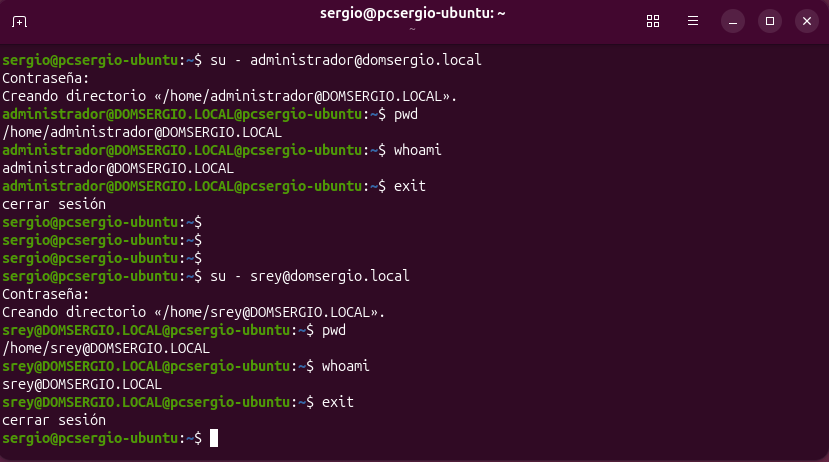 sergio@pcsergio-ubuntu: ~
~
sergio@pcsergio-ubuntu:~$ su - administrador@domsergio.local
Contraseña:
Creando directorio «/home/administrador@DOMSERGIO.LOCAL».
administrador@DOMSERGIO.LOCAL@pcsergio-ubuntu:~$ pwd
/home/administrador@DOMSERGIO.LOCAL
administrador@DOMSERGIO.LOCAL@pcsergio-ubuntu:~$ whoami
administrador@DOMSERGIO.LOCAL
administrador@DOMSERGIO.LOCAL@pcsergio-ubuntu:~$ exit
cerrar sesión
sergio@pcsergio-ubuntu:~$
sergio@pcsergio-ubuntu:~$
sergio@pcsergio-ubuntu:~$
sergio@pcsergio-ubuntu:~$ su - srey@domsergio.local
Contraseña:
Creando directorio «/home/srey@DOMSERGIO.LOCAL».
srey@DOMSERGIO.LOCAL@pcsergio-ubuntu:~$ pwd
/home/srey@DOMSERGIO.LOCAL
srey@DOMSERGIO.LOCAL@pcsergio-ubuntu:~$ whoami
srey@DOMSERGIO.LOCAL
srey@DOMSERGIO.LOCAL@pcsergio-ubuntu:~$ exit
cerrar sesión
sergio@pcsergio-ubuntu:~$